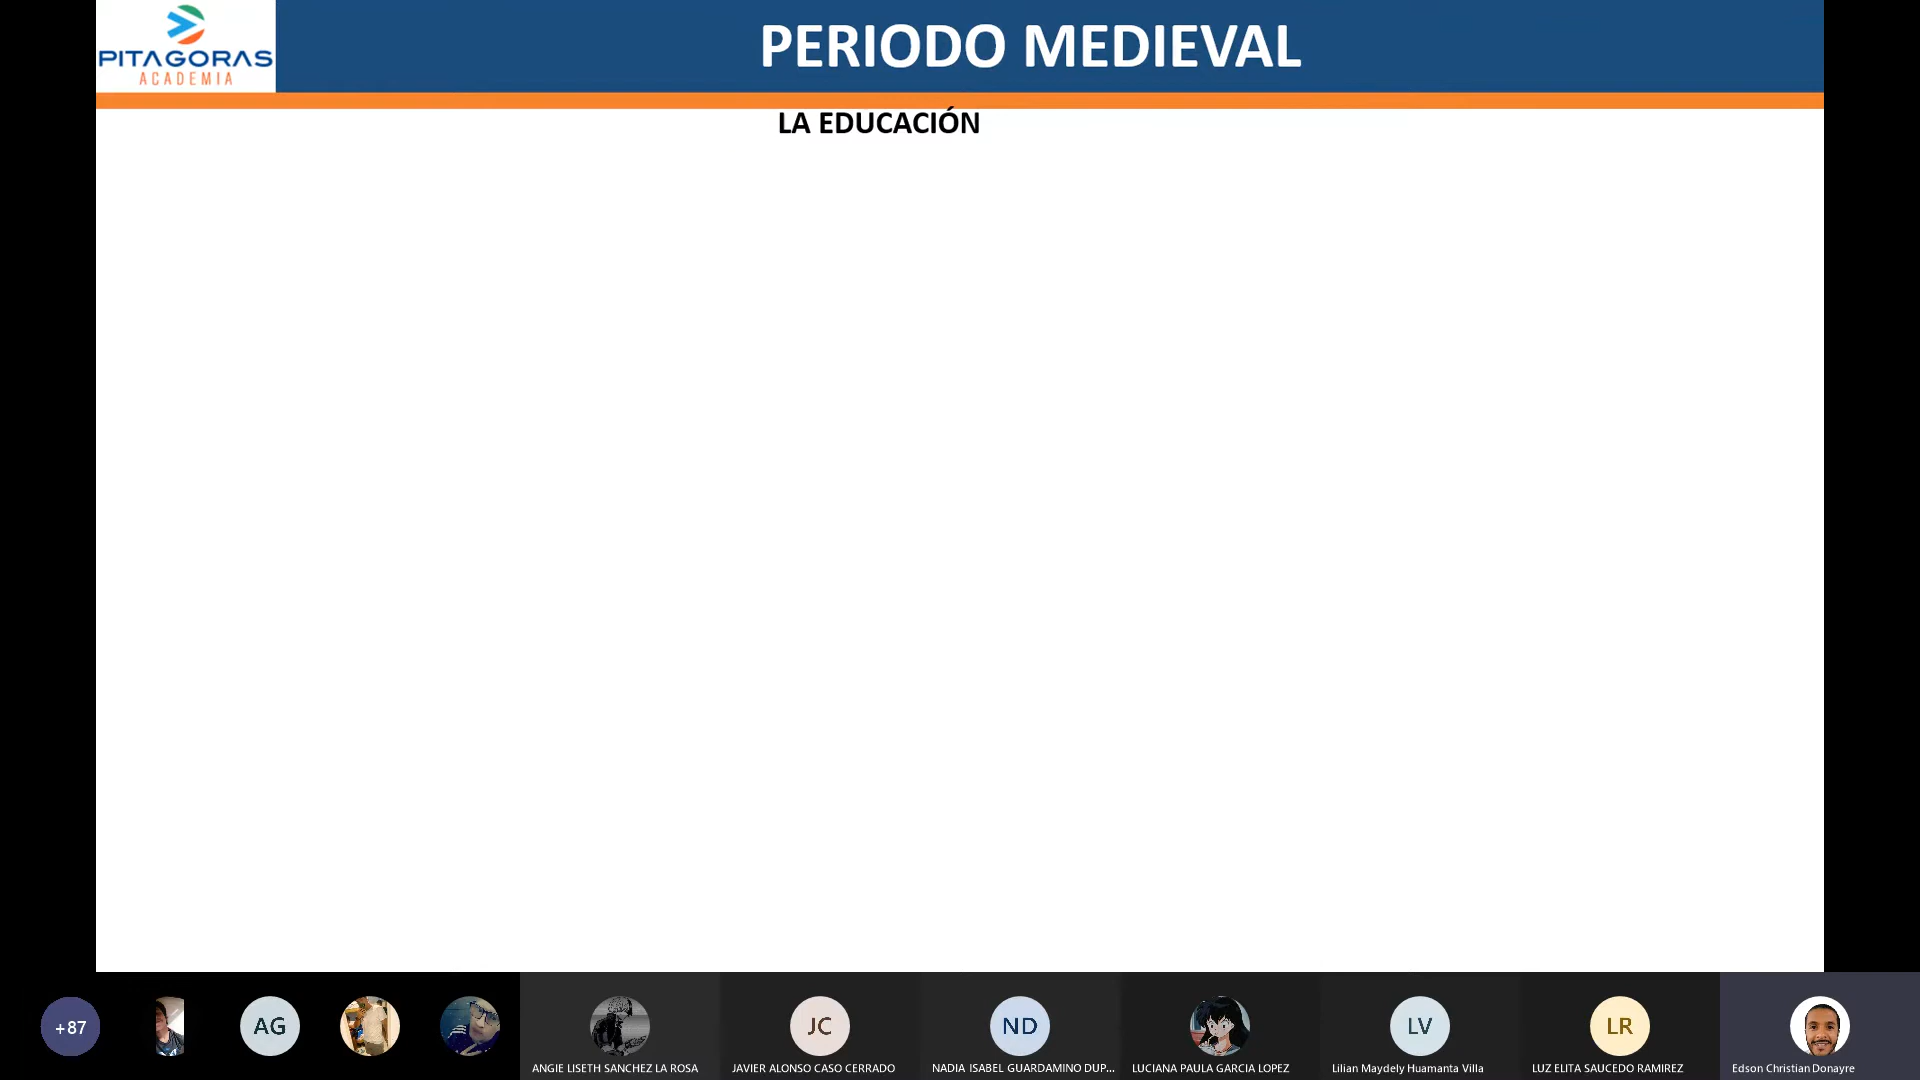 PITAGORAS
ACADEMIA
PERIODO MEDIEVAL
LA EDUCACIÓN
+87
AG
JC
ND
LV
LR
ANGIE LISETH SANCHEZ LA ROSA
JAVIER ALONSO CASO CERRADO
NADIA ISABEL GUARDAMINO DUP...
LUCIANA PAULA GARCIA LOPEZ
Lilian Maydely Huamanta Villa
LUZ ELITA SAUCEDO RAMIREZ
Edson Christian Donayre